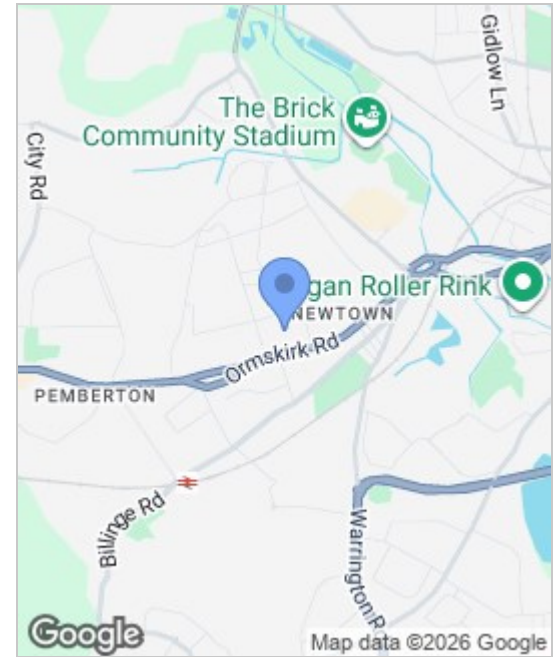 Gidlow Ln
The Brick
Community Stadium
City Rd
gan Roller Rink
NEWTOWN
Ormskirk Rd
PEMBERTON
Billinge Rd
Warrington R
Google
Map data ©2026 Google